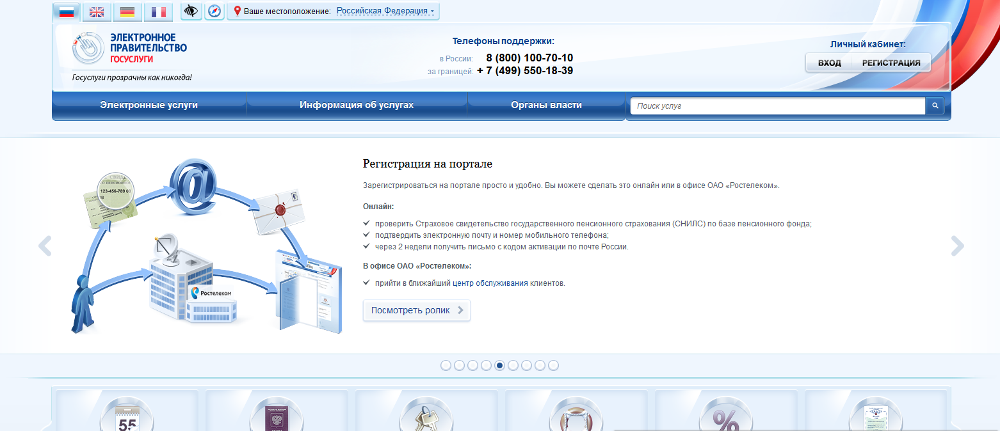 Ваше местоположение: Российская Федерация
ЭЛЕКТРОННОЕ
ПРАВИТЕЛЬСТВО
ГОСУСЛУГИ
Госуслуги прозрачны как никогда!
Телефоны поддержки:
в России: 8 (800) 100-70-10
за границей: + 7 (499) 550-18-39
Личный кабинет:
ВХОД РЕГИСТРАЦИЯ
Электронные услуги Информация об услугах Органы власти Поиск услуг
Регистрация на портале
Зарегистрироваться на портале просто и удобно. Вы можете сделать это онлайн или в офисе ОАО «Ростелеком».
Онлайн:
проверить Страховое свидетельство государственного пенсионного страхования (СНИЛС) по базе пенсионного фонда;
подтвердить электронную почту и номер мобильного телефона;
через 2 недели получить письмо с кодом активации по почте России.
В офисе ОАО «Ростелеком»:
прийти в ближайший центр обслуживания клиентов.
Посмотреть ролик
123-456-789 00
@
Ростелеком
55
%